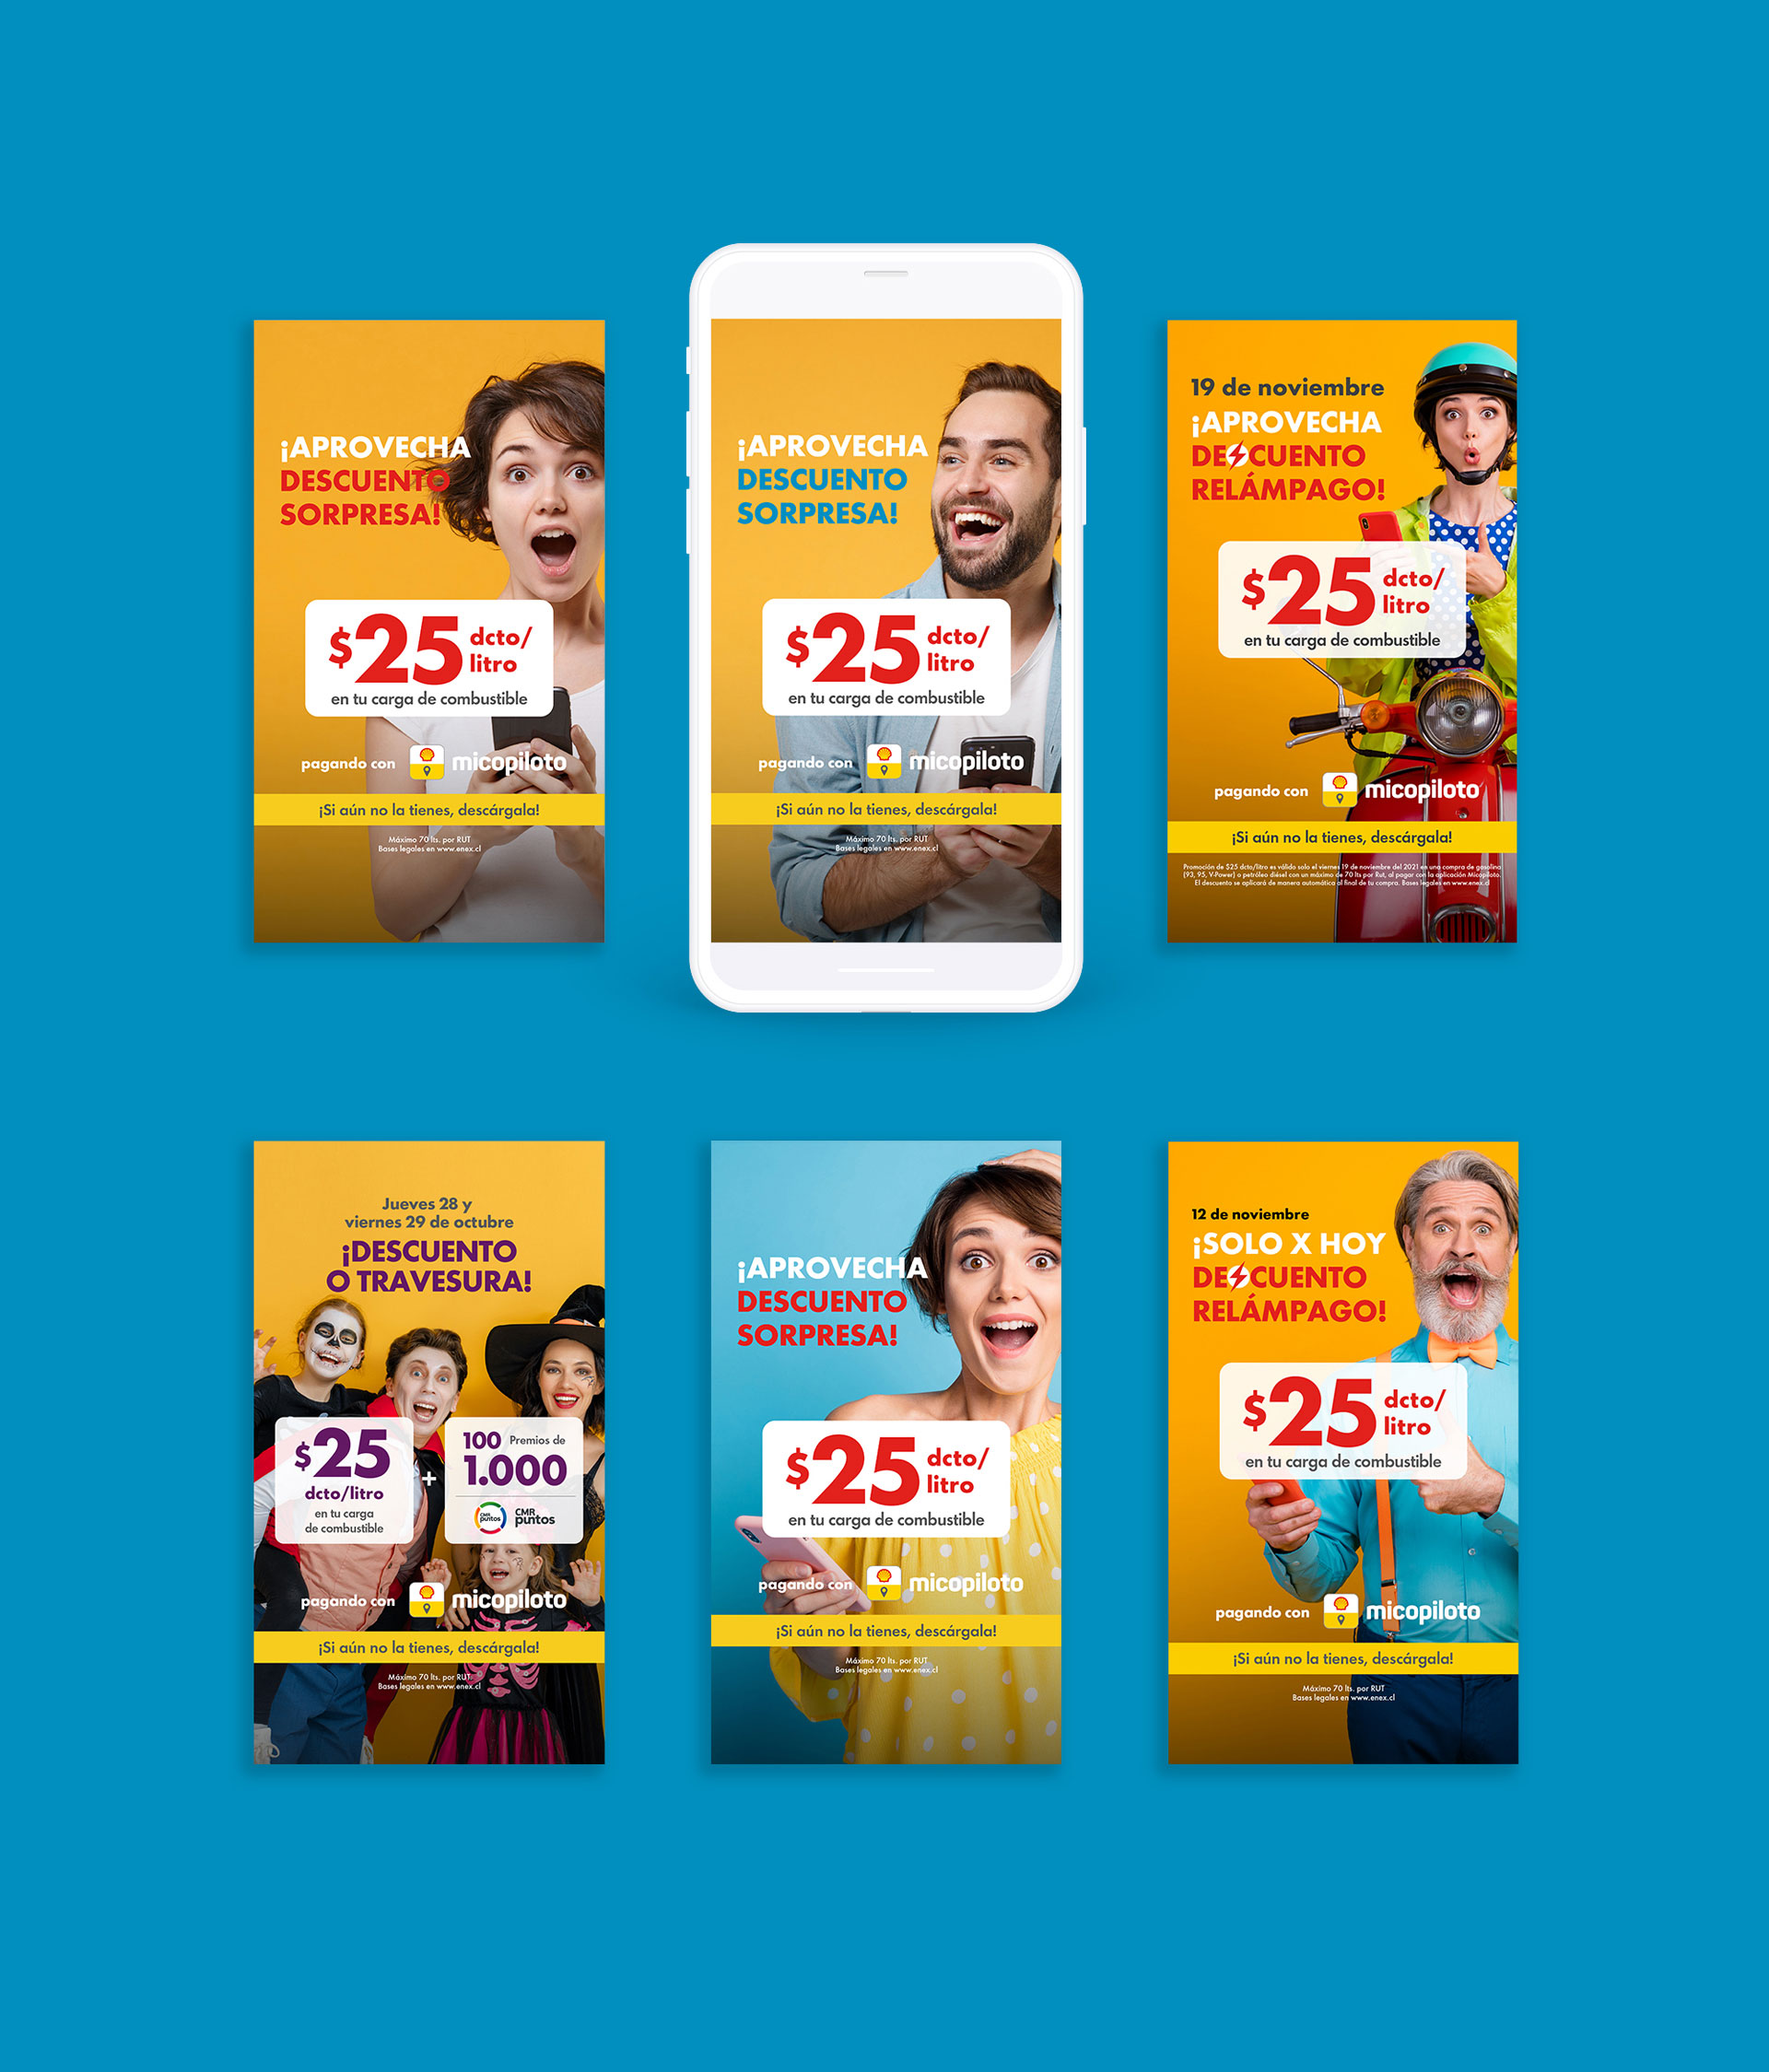 ¡APROVECHA
DESCUENTO
SORPRESA!
$25 dcto/
litro
en tu carga de combustible
pagando con micopiloto
¡Si aún no la tienes, descárgala!
Máximo 70 lts. por RUT
Bases legales en www.enex.cl
¡APROVECHA
DESCUENTO
SORPRESA!
$25 dcto/
litro
en tu carga de combustible
pagando con micopiloto
¡Si aún no la tienes, descárgala!
Máximo 70 lts. por RUT
Bases legales en www.enex.cl
19 de noviembre
¡APROVECHA
DESCUENTO
RELÁMPAGO!
$25 dcto/
litro
en tu carga de combustible
pagando con micopiloto
¡Si aún no la tienes, descárgala!
Promoción de $25 dcto/litro es válido solo el viernes 19 de noviembre del 2021 en una compra de gasolina
(93, 95, V-Power) o petróleo diésel con un máximo de 70 lts por Rut, al pagar con la aplicación Micopiloto.
El descuento se aplicará de manera automática al final de tu compra. Bases legales en www.enex.cl
Jueves 28 y
viernes 29 de octubre
¡DESCUENTO
O TRAVESURA!
$25
dcto/litro
en tu carga
de combustible
+
100 Premios de
1.000
CMR puntos CMR
puntos
pagando con micopiloto
¡Si aún no la tienes, descárgala!
Máximo 70 lts. por RUT
Bases legales en www.enex.cl
¡APROVECHA
DESCUENTO
SORPRESA!
$25 dcto/
litro
en tu carga de combustible
pagando con micopiloto
¡Si aún no la tienes, descárgala!
Máximo 70 lts. por RUT
Bases legales en www.enex.cl
12 de noviembre
¡SOLO X HOY
DESCUENTO
RELÁMPAGO!
$25 dcto/
litro
en tu carga de combustible
pagando con micopiloto
¡Si aún no la tienes, descárgala!
Máximo 70 lts. por RUT
Bases legales en www.enex.cl